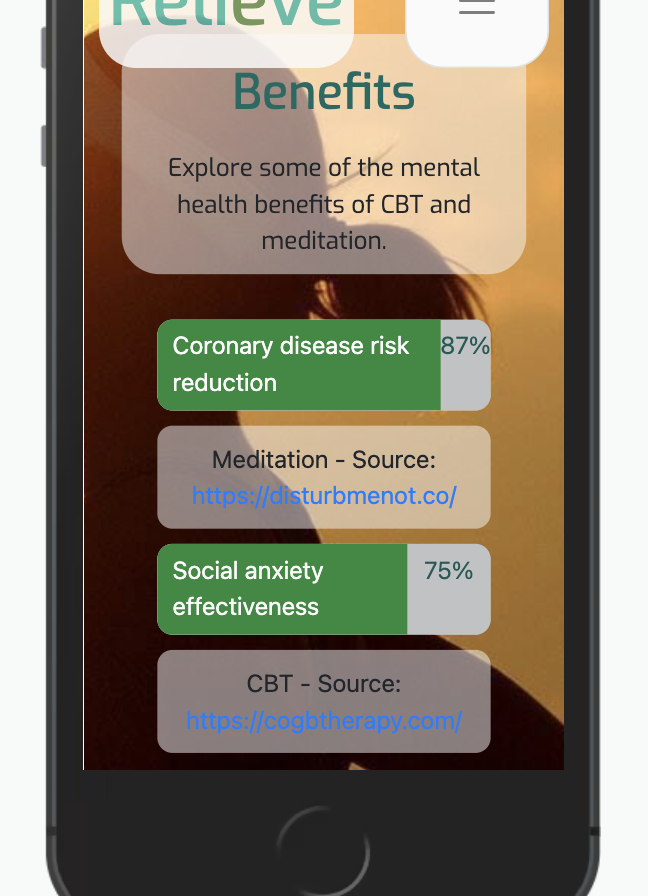 Relieve
Benefits
Explore some of the mental
health benefits of CBT and
meditation.
Coronary disease risk 87%
reduction
Meditation - Source:
https://disturbmenot.co/
Social anxiety 75%
effectiveness
CBT - Source:
https://cogbtherapy.com/